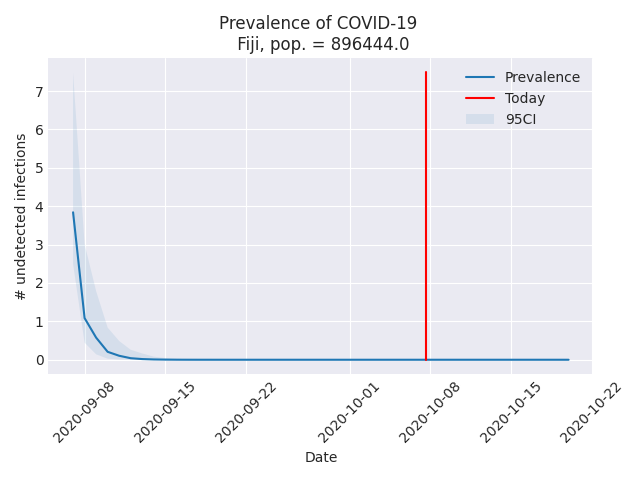 Prevalence of COVID-19
Fiji, pop. = 896444.0
Prevalence
Today
95CI
# undetected infections
7
6
5
4
3
2
1
0
2020-09-08
2020-09-15
2020-09-22
2020-10-01
2020-10-08
2020-10-15
2020-10-22
Date